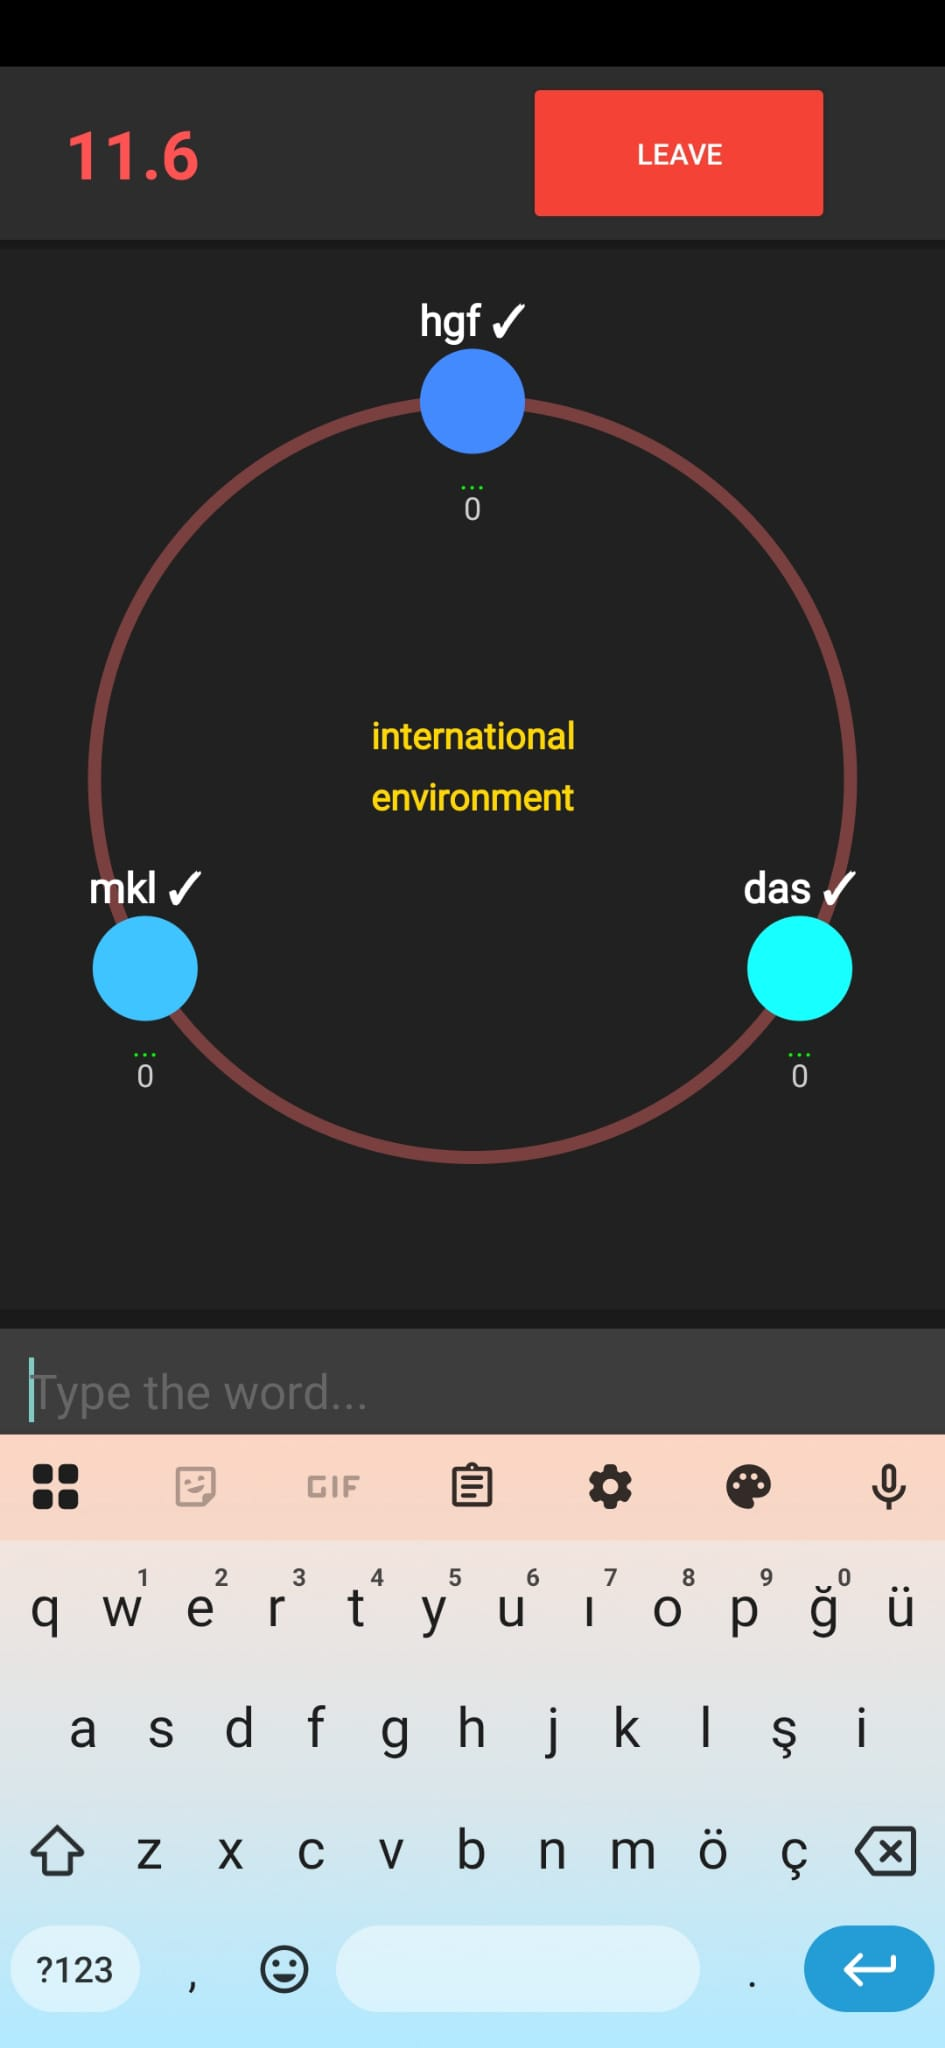 11.6
LEAVE
hgf ✓
...
0
international
environment
mkl ✓
das ✓
...
0
...
0
Type the word...
GIF
1 2 3 4 5 6 7 8 9 0
q w e r t y u ı o p ğ ü
a s d f g h j k l ş i
z x c v b n m ö ç
?123 , .